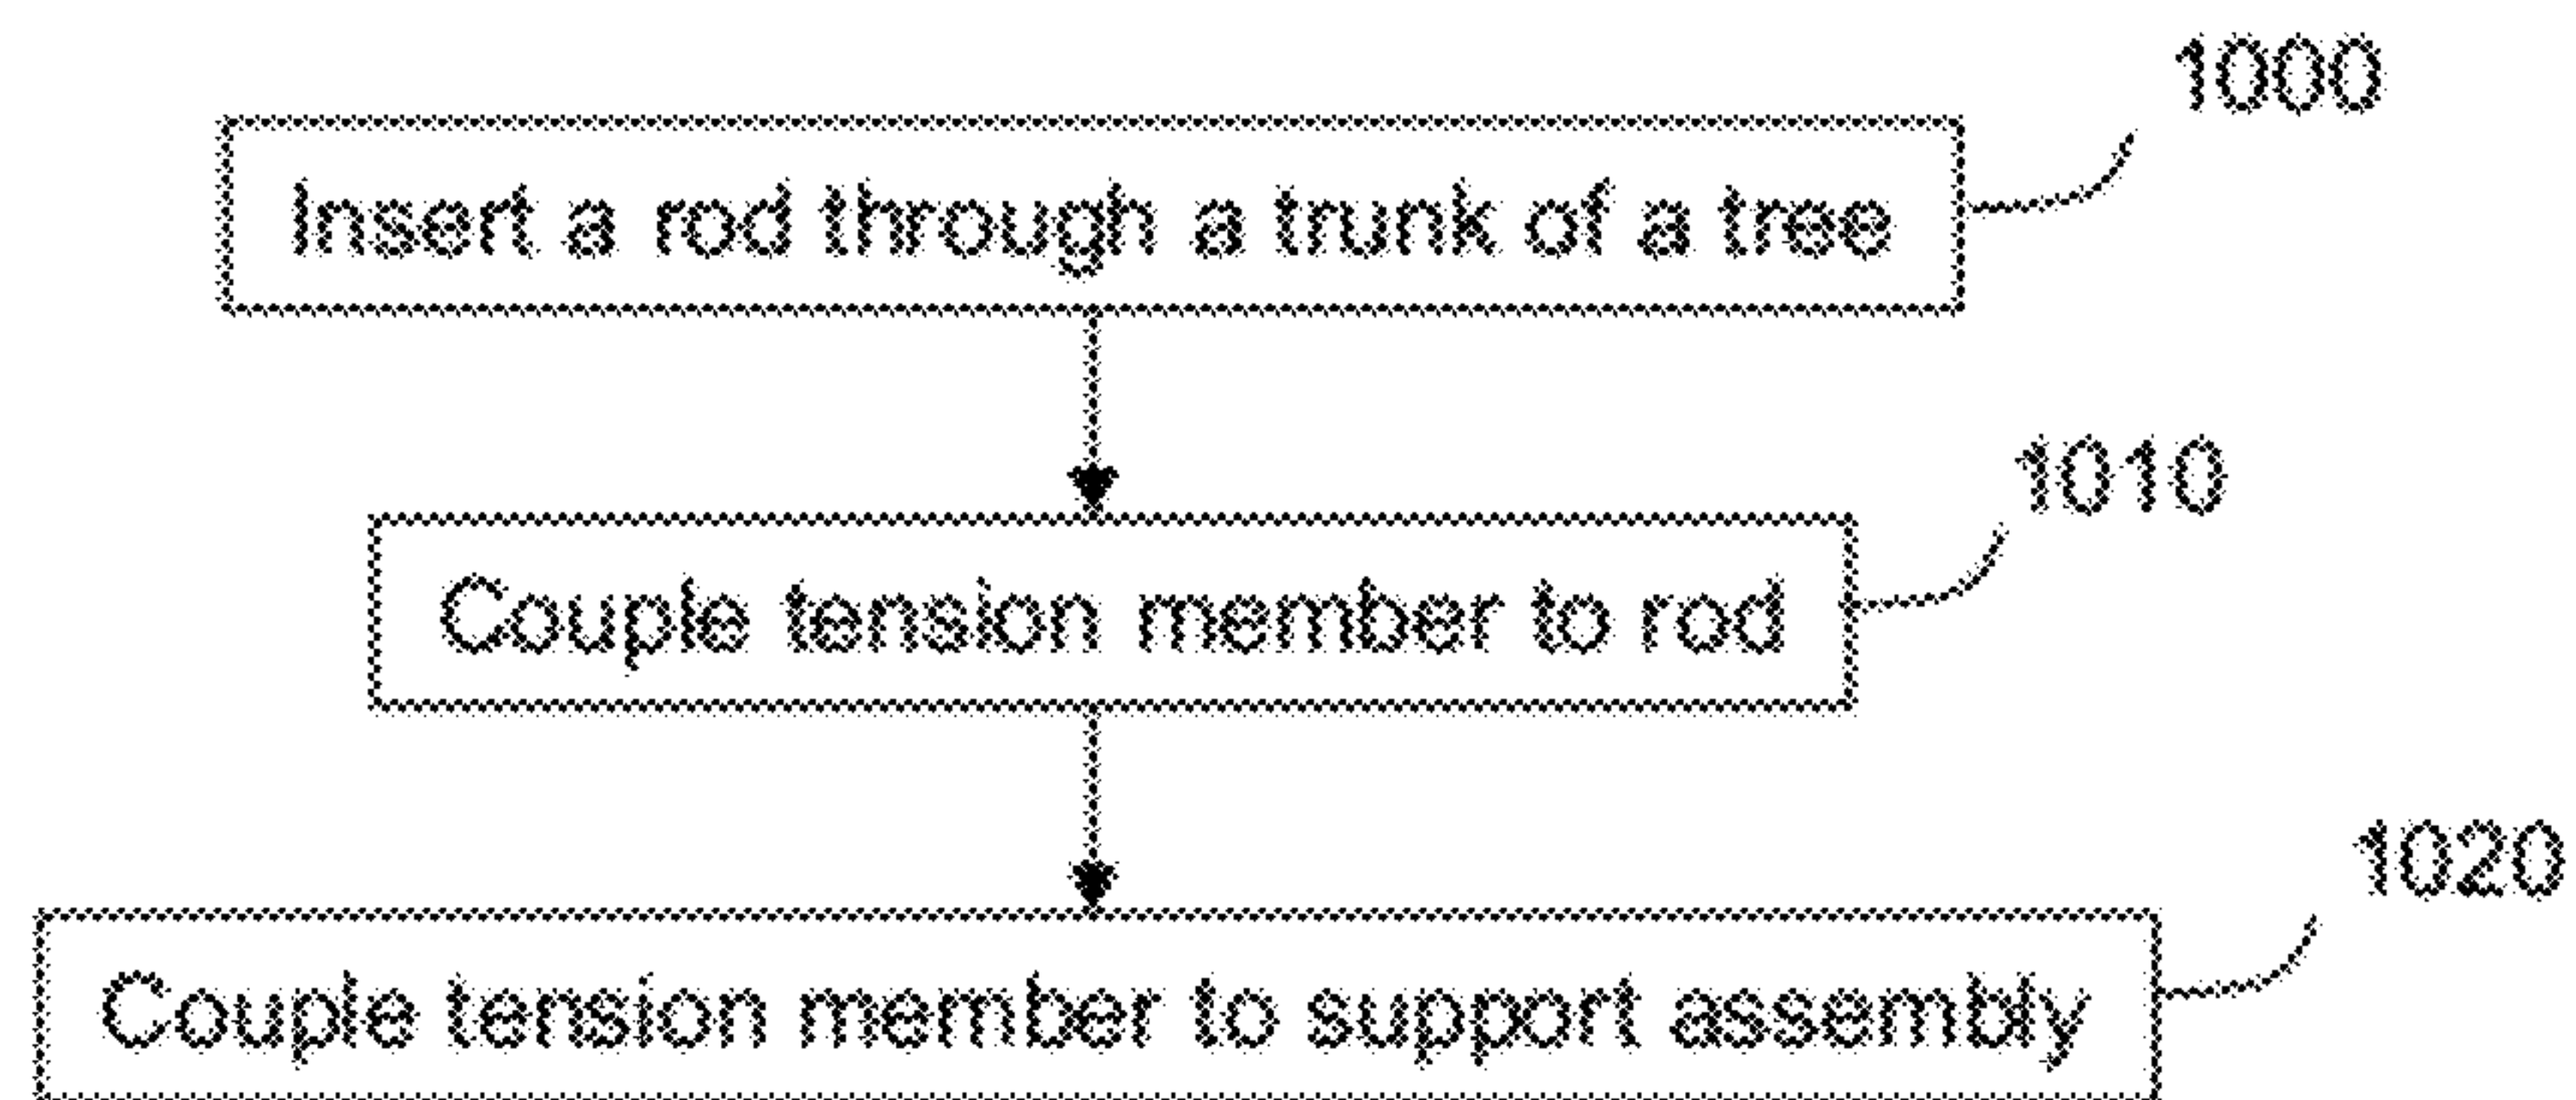 1000
Insert a rod through a trunk of a tree
1010
Couple tension member to rod
1020
Couple tension member to support assembly